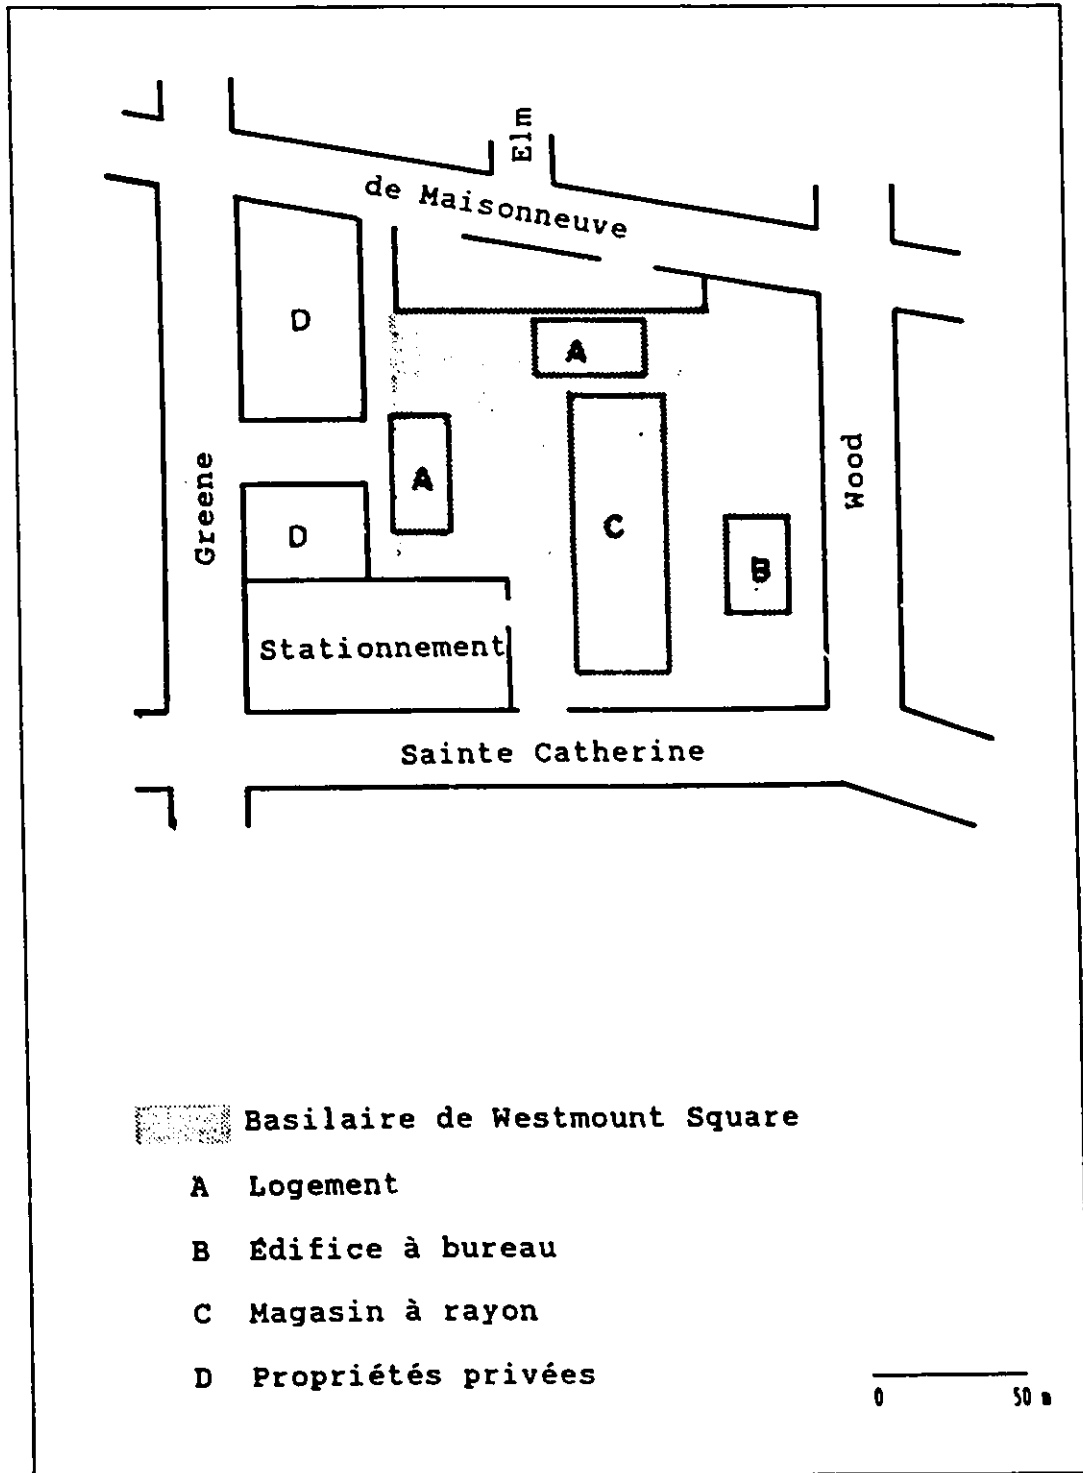 Elm
de Maisonneuve
D
A
A
Greene
Wood
D
C
B
Stationnement
Sainte Catherine
Basilaire de Westmount Square
A Logement
B Édifice à bureau
C Magasin à rayon
D Propriétés privées
0 50 m